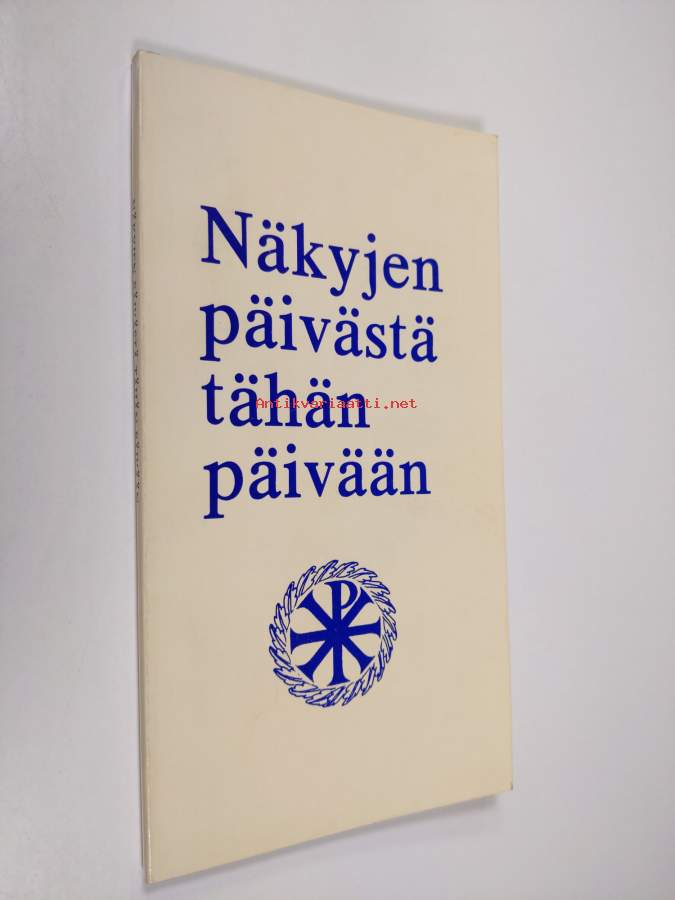 Näkyjen
päivästä
tähän
Antikvariaatti.net
päivään